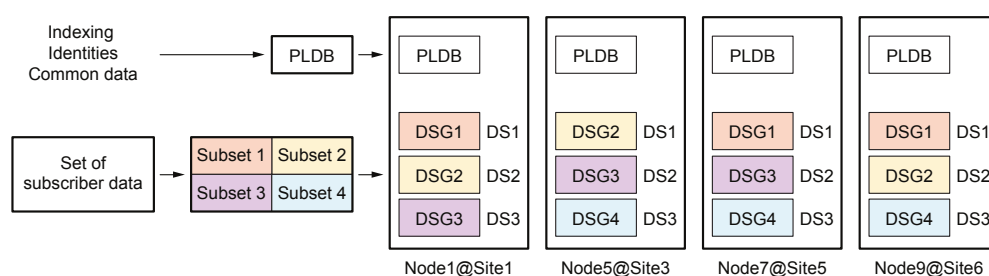 Indexing
Identities
Common data
PLDB
PLDB
PLDB
PLDB
PLDB
Set of
subscriber data
Subset 1
Subset 2
Subset 3
Subset 4
DSG1 DS1
DSG2 DS2
DSG3 DS3
DSG2 DS1
DSG3 DS2
DSG4 DS3
DSG1 DS1
DSG3 DS2
DSG4 DS3
DSG1 DS1
DSG2 DS2
DSG4 DS3
Node1@Site1
Node5@Site3
Node7@Site5
Node9@Site6